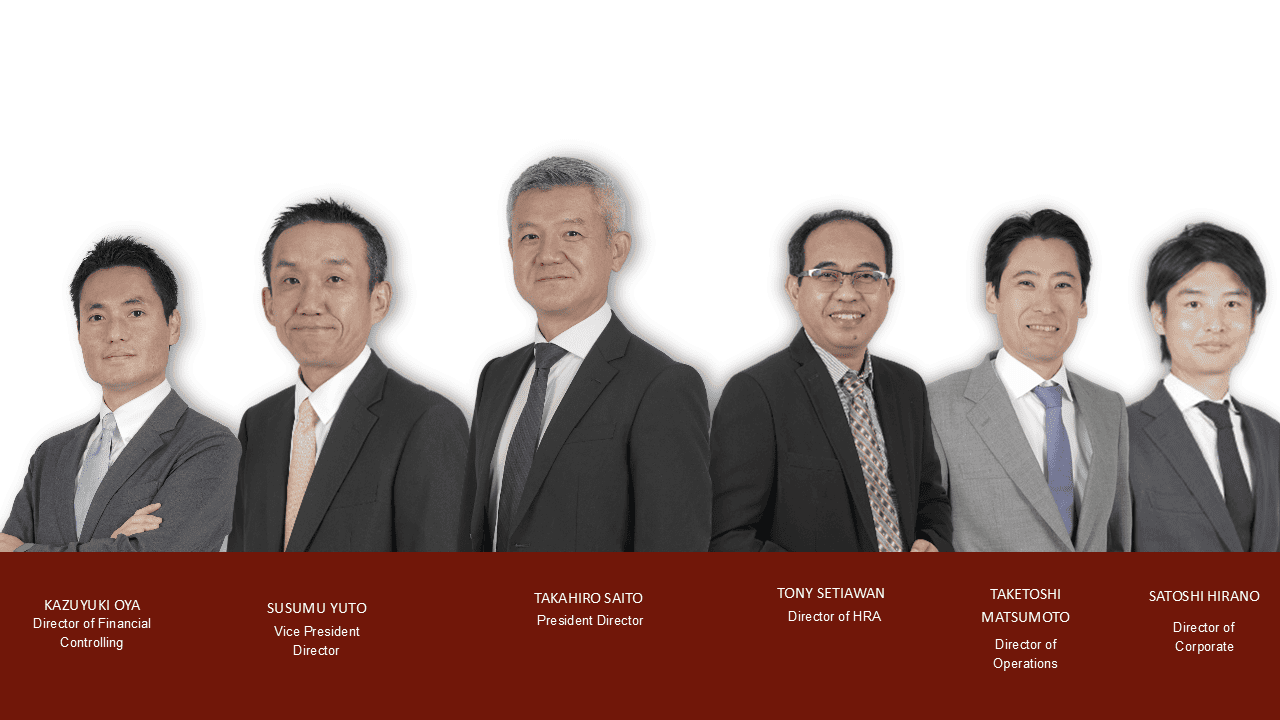 KAZUYUKI OYA
Director of Financial
Controlling
SUSUMU YUTO
Vice President
Director
TAKAHIRO SAITO
President Director
TONY SETIAWAN
Director of HRA
TAKETOSHI
MATSUMOTO
Director of
Operations
SATOSHI HIRANO
Director of
Corporate